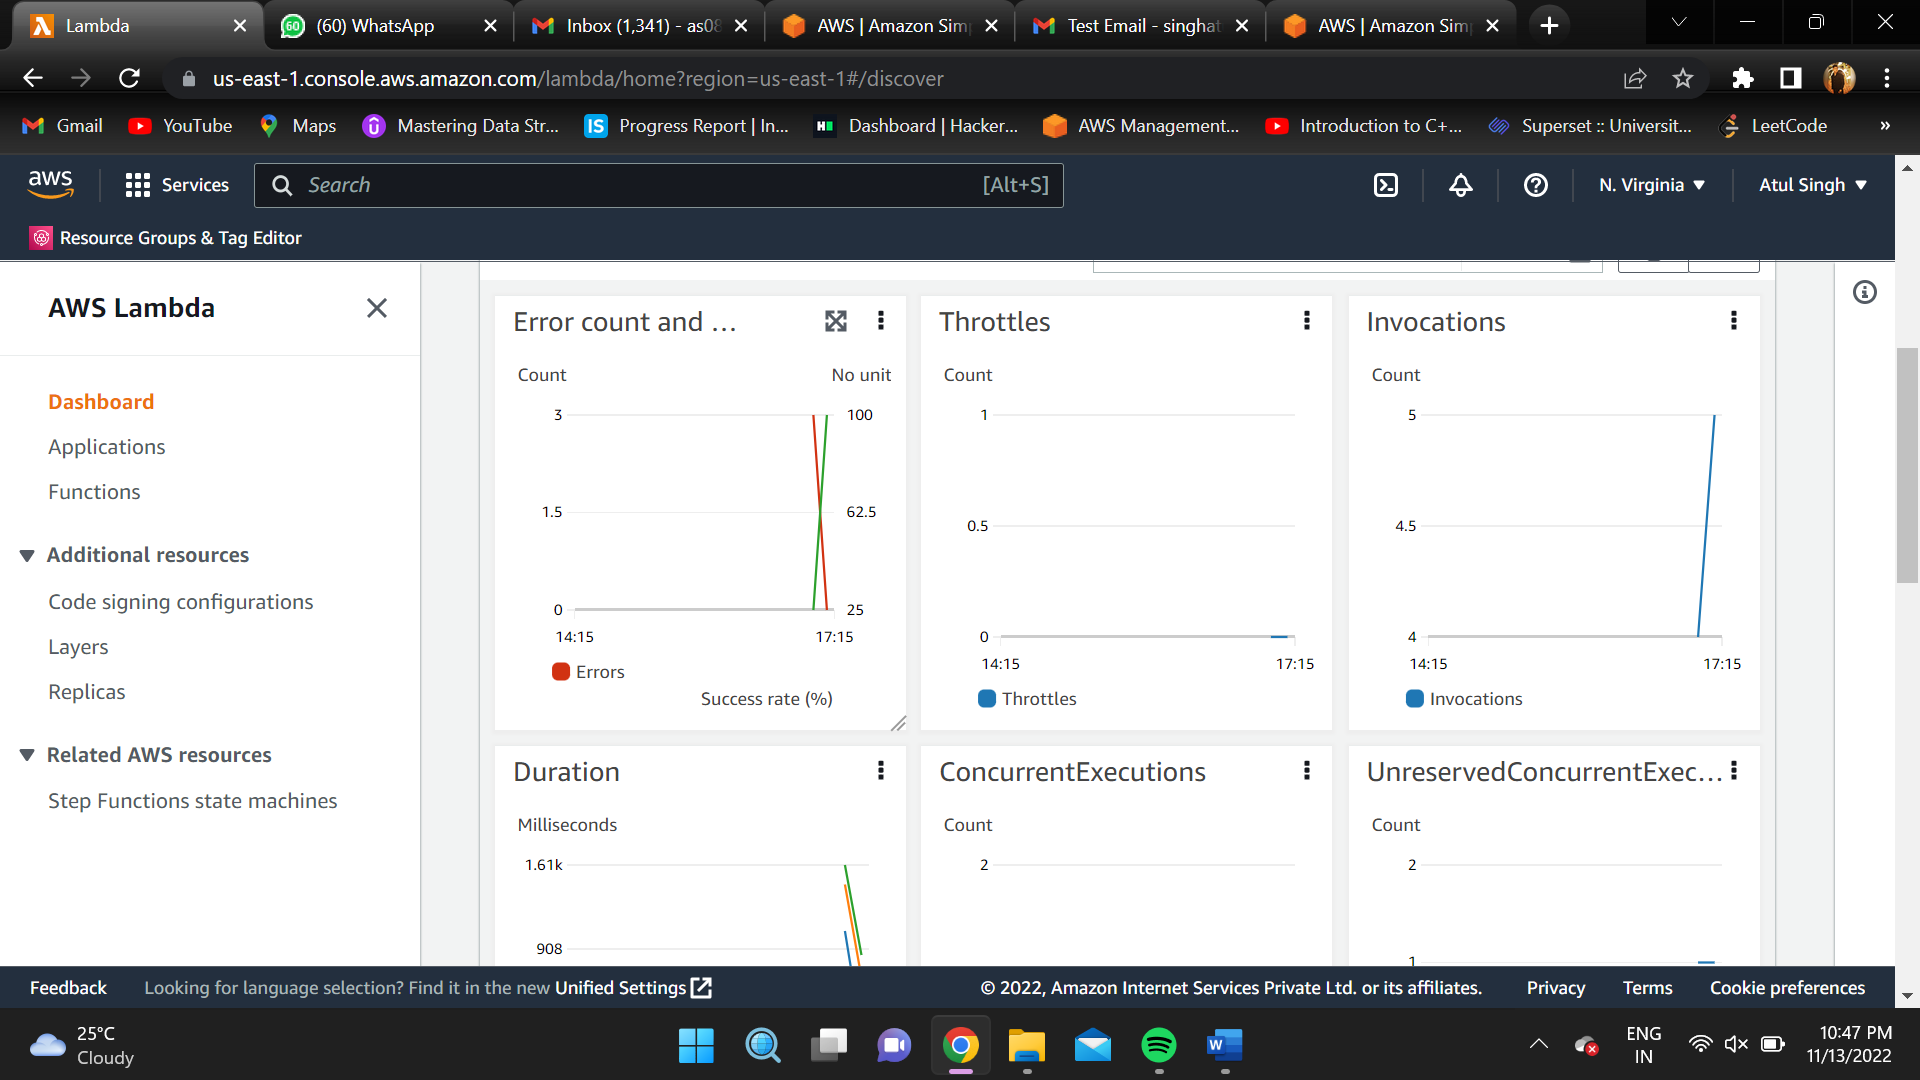 Lambda
(60) WhatsApp
Inbox (1,341) - as08
AWS | Amazon Sim
Test Email - singhat
AWS | Amazon Sim
us-east-1.console.aws.amazon.com/lambda/home?region=us-east-1#/discover
Gmail
YouTube
Maps
Mastering Data Str...
IS
Progress Report | In...
Dashboard | Hacker...
AWS Management...
Introduction to C+...
Superset :: Universit...
LeetCode
»
aws
Services
Search
[Alt+S]
N. Virginia
Atul Singh
Resource Groups & Tag Editor
AWS Lambda
Dashboard
Applications
Functions
Additional resources
Code signing configurations
Layers
Replicas
Related AWS resources
Step Functions state machines
Error count and ...
Count
No unit
3
100
1.5
62.5
0
25
14:15
17:15
Errors
Success rate (%)
Throttles
Count
1
0.5
0
14:15
17:15
Throttles
Invocations
Count
5
4.5
4
14:15
17:15
Invocations
Duration
Milliseconds
1.61k
908
ConcurrentExecutions
Count
2
UnreservedConcurrentExec...
Count
2
1
Feedback
Looking for language selection? Find it in the new Unified Settings
© 2022, Amazon Internet Services Private Ltd. or its affiliates.
Privacy
Terms
Cookie preferences
25°C
Cloudy
ENG
IN
10:47 PM
11/13/2022